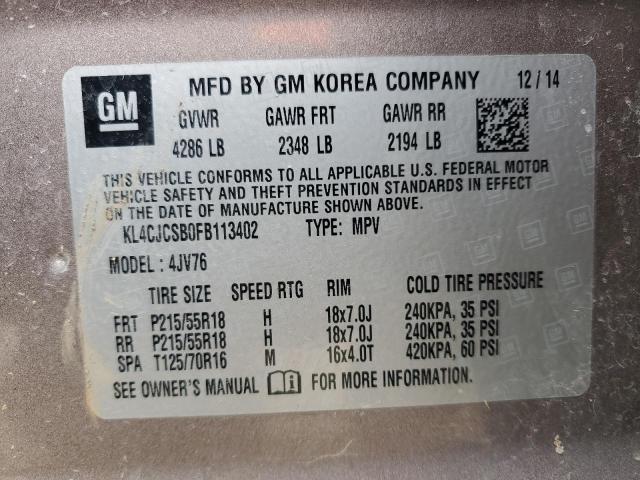 GM
MFD BY GM KOREA COMPANY 12/14
GVWR GAWR FRT GAWR RR
4286 LB 2348 LB 2194 LB
THIS VEHICLE CONFORMS TO ALL APPLICABLE U.S. FEDERAL MOTOR
VEHICLE SAFETY AND THEFT PREVENTION STANDARDS IN EFFECT
ON THE DATE OF MANUFACTURE SHOWN ABOVE.
KL4CJCSB0FB113402 TYPE: MPV
MODEL: 4JV76
TIRE SIZE SPEED RTG RIM COLD TIRE PRESSURE
FRT P215/55R18 H 18x7.0J 240KPA, 35 PSI
RR P215/55R18 H 18x7.0J 240KPA, 35 PSI
SPA T125/70R16 M 16x4.0T 420KPA, 60 PSI
SEE OWNER'S MANUAL FOR MORE INFORMATION.